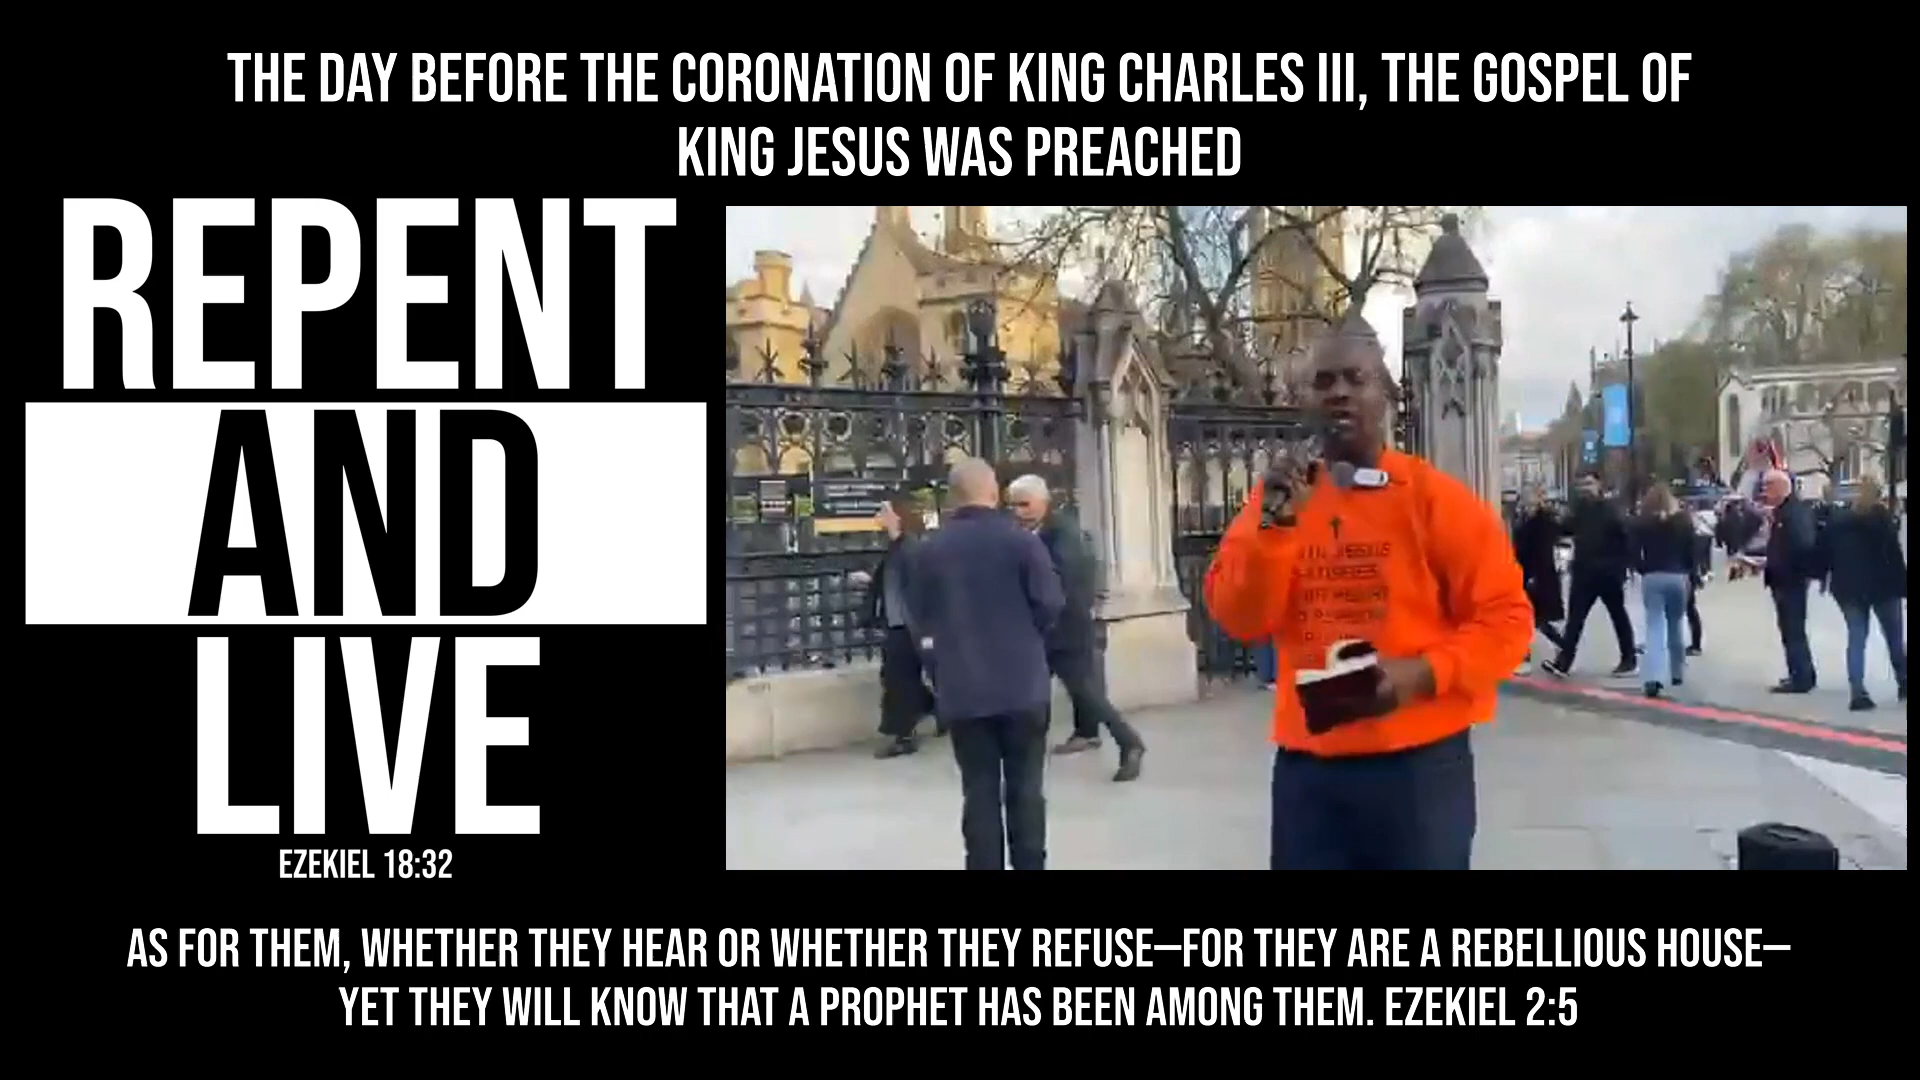 THE DAY BEFORE THE CORONATION OF KING CHARLES III, THE GOSPEL OF
KING JESUS WAS PREACHED
REPENT
AND
LIVE
EZEKIEL 18:32
AS FOR THEM, WHETHER THEY HEAR OR WHETHER THEY REFUSE—FOR THEY ARE A REBELLIOUS HOUSE—
YET THEY WILL KNOW THAT A PROPHET HAS BEEN AMONG THEM. EZEKIEL 2:5